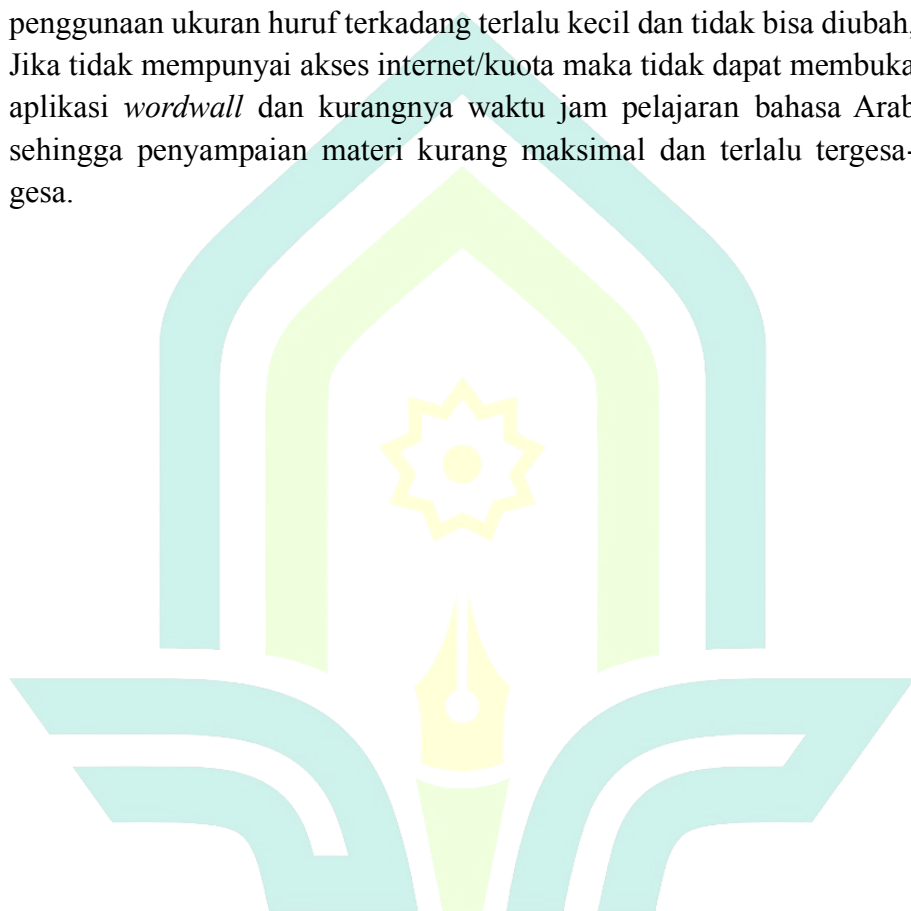 penggunaan ukuran huruf terkadang terlalu kecil dan tidak bisa diubah,
Jika tidak mempunyai akses internet/kuota maka tidak dapat membuka
aplikasi wordwall dan kurangnya waktu jam pelajaran bahasa Arab
sehingga penyampaian materi kurang maksimal dan terlalu tergesa-
gesa.